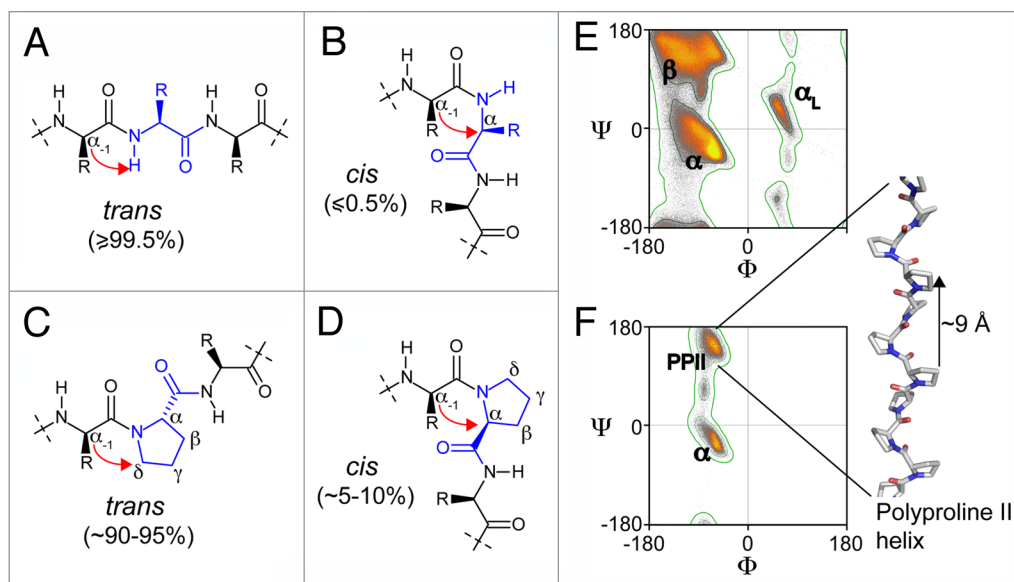 A
H
O
R
H
O
N
N
α-1
N
R
H
O
R
trans
(≥99.5%)
B
H
O
N
N
H
α-1
α
R
R
O
cis
(≤0.5%)
N
H
R
O
C
R
H
O
O
N
N
H
O
α-1
N
α
R
β
δ
γ
trans
(~90-95%)
D
H
O
N
N
δ
α-1
γ
R
α
β
O
cis
(~5-10%)
N
H
R
O
E
180
β
αL
Ψ
0
α
-180
-180
0
180
Φ
F
180
PPII
~9 Å
Ψ
0
α
-180
-180
0
180
Φ
Polyproline II
helix